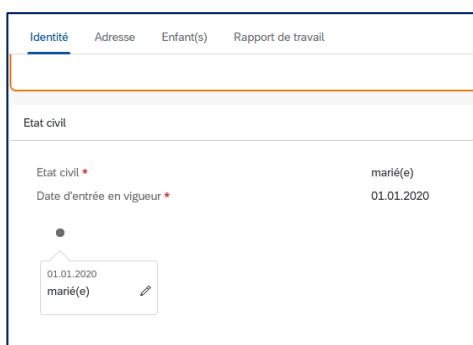 Identité Adresse Enfant(s) Rapport de travail
Etat civil
Etat civil * marié(e)
Date d'entrée en vigueur * 01.01.2020
01.01.2020
marié(e)